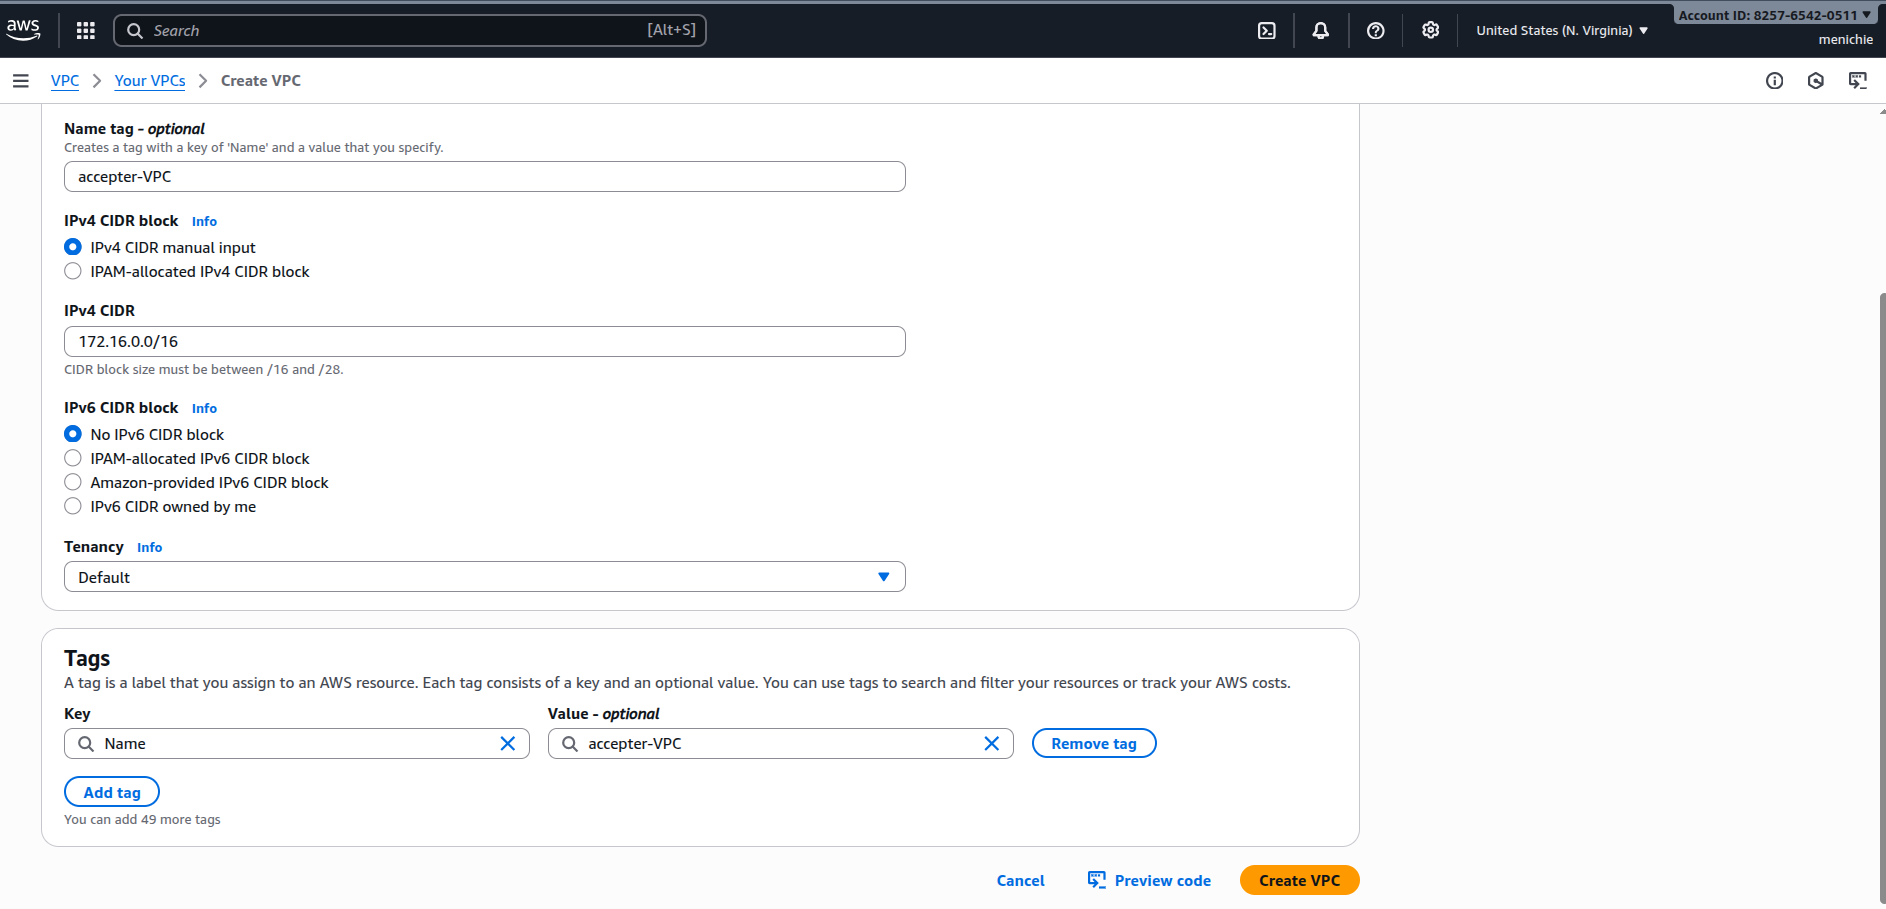 aws
Search [Alt+S]
United States (N. Virginia)
Account ID: 8257-6542-0511
menichie
VPC > Your VPCs > Create VPC
Name tag - optional
Creates a tag with a key of 'Name' and a value that you specify.
accepter-VPC
IPv4 CIDR block Info
IPv4 CIDR manual input
IPAM-allocated IPv4 CIDR block
IPv4 CIDR
172.16.0.0/16
CIDR block size must be between /16 and /28.
IPv6 CIDR block Info
No IPv6 CIDR block
IPAM-allocated IPv6 CIDR block
Amazon-provided IPv6 CIDR block
IPv6 CIDR owned by me
Tenancy Info
Default
Tags
A tag is a label that you assign to an AWS resource. Each tag consists of a key and an optional value. You can use tags to search and filter your resources or track your AWS costs.
Key Value - optional
Name accepter-VPC Remove tag
Add tag
You can add 49 more tags
Cancel Preview code Create VPC